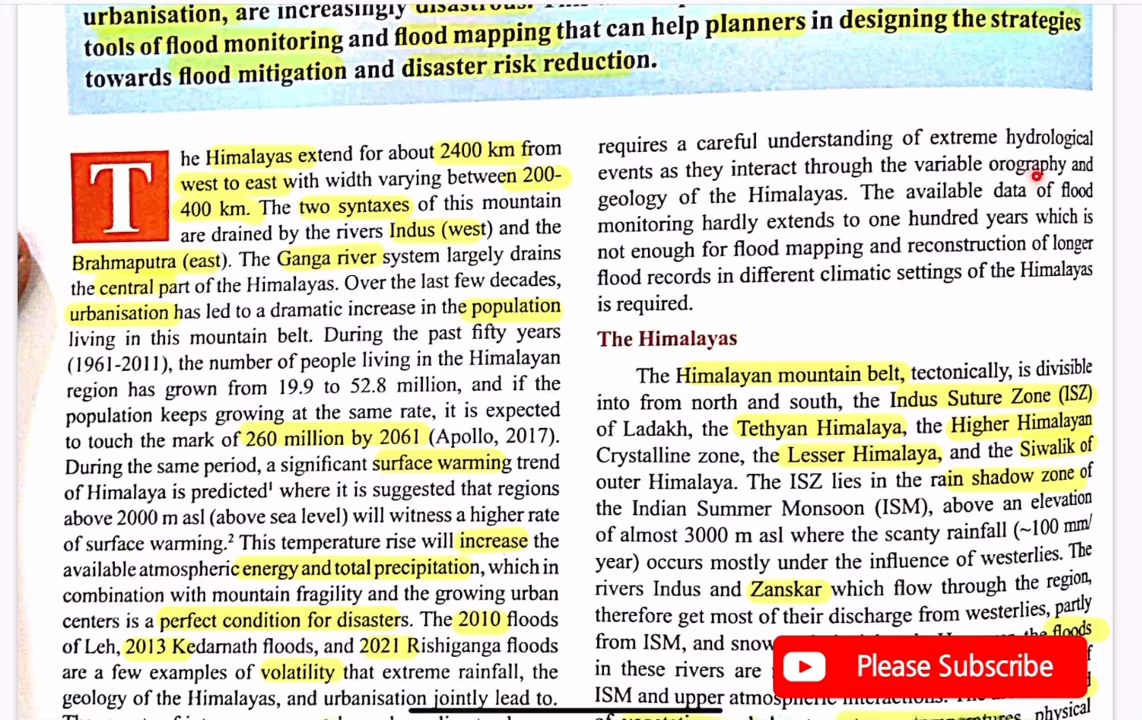 urbanisation, are increasingly disastrous.
tools of flood monitoring and flood mapping that can help planners in designing the strategies
towards flood mitigation and disaster risk reduction.
The Himalayas extend for about 2400 km from
west to east with width varying between 200-
400 km. The two syntaxes of this mountain
are drained by the rivers Indus (west) and the
Brahmaputra (east). The Ganga river system largely drains
the central part of the Himalayas. Over the last few decades,
urbanisation has led to a dramatic increase in the population
living in this mountain belt. During the past fifty years
(1961-2011), the number of people living in the Himalayan
region has grown from 19.9 to 52.8 million, and if the
population keeps growing at the same rate, it is expected
to touch the mark of 260 million by 2061 (Apollo, 2017).
During the same period, a significant surface warming trend
of Himalaya is predicted¹ where it is suggested that regions
above 2000 m asl (above sea level) will witness a higher rate
of surface warming.² This temperature rise will increase the
available atmospheric energy and total precipitation, which in
combination with mountain fragility and the growing urban
centers is a perfect condition for disasters. The 2010 floods
of Leh, 2013 Kedarnath floods, and 2021 Rishiganga floods
are a few examples of volatility that extreme rainfall, the
geology of the Himalayas, and urbanisation jointly lead to.
requires a careful understanding of extreme hydrological
events as they interact through the variable orography and
geology of the Himalayas. The available data of flood
monitoring hardly extends to one hundred years which is
not enough for flood mapping and reconstruction of longer
flood records in different climatic settings of the Himalayas
is required.
The Himalayas
The Himalayan mountain belt, tectonically, is divisible
into from north and south, the Indus Suture Zone (ISZ)
of Ladakh, the Tethyan Himalaya, the Higher Himalayan
Crystalline zone, the Lesser Himalaya, and the Siwalik of
outer Himalaya. The ISZ lies in the rain shadow zone of
the Indian Summer Monsoon (ISM), above an elevation
of almost 3000 m asl where the scanty rainfall (~100 mm/
year) occurs mostly under the influence of westerlies. The
rivers Indus and Zanskar which flow through the region,
therefore get most of their discharge from westerlies, partly
from ISM, and snow the floods
in these rivers are
ISM and upper atmospheric interactions.
physical
Please Subscribe